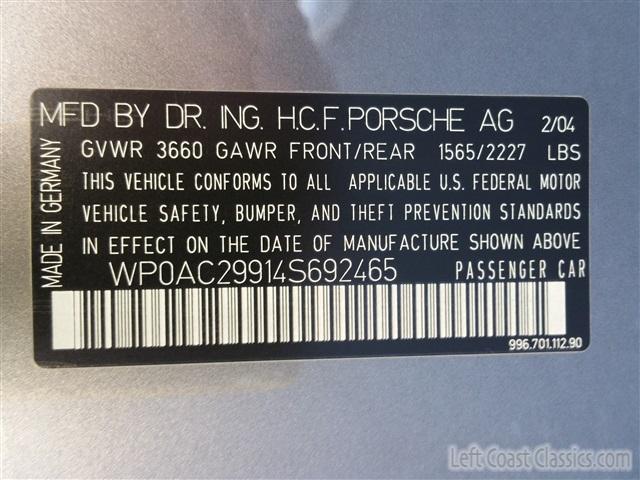 MFD BY DR. ING. H.C.F.PORSCHE AG 2/04
GVWR 3660 GAWR FRONT/REAR 1565/2227 LBS
THIS VEHICLE CONFORMS TO ALL APPLICABLE U.S. FEDERAL MOTOR
VEHICLE SAFETY, BUMPER, AND THEFT PREVENTION STANDARDS
IN EFFECT ON THE DATE OF MANUFACTURE SHOWN ABOVE
WP0AC29914S692465 PASSENGER CAR
MADE IN GERMANY
996.701.112.90
Left Coast Classics.com